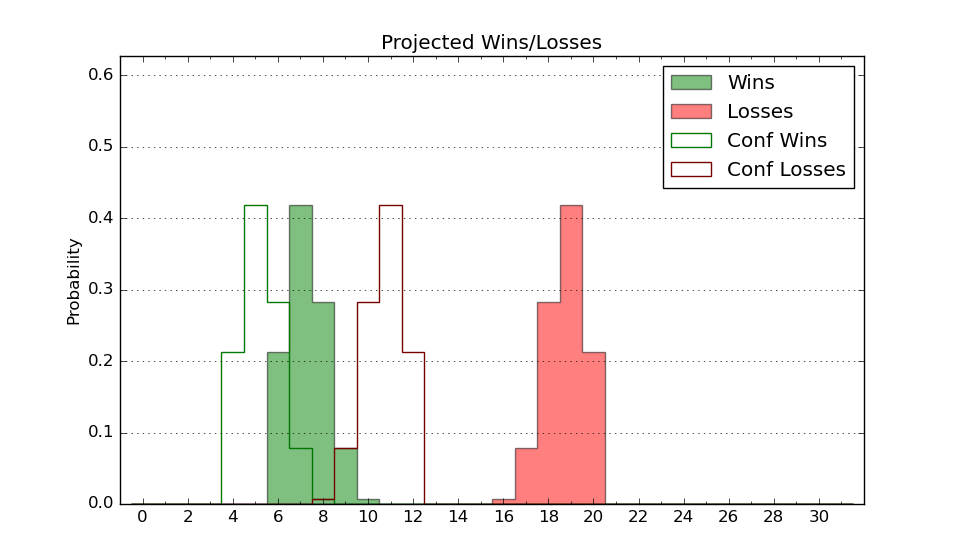 Projected Wins/Losses
0.6
0.5
0.4
0.3
0.2
0.1
0.0
Probability
Wins
Losses
Conf Wins
Conf Losses
0 2 4 6 8 10 12 14 16 18 20 22 24 26 28 30